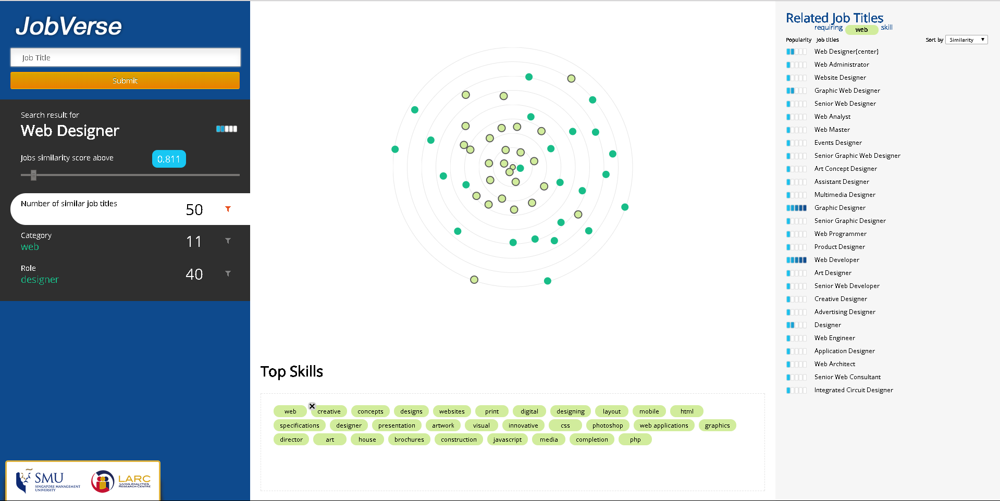 JobVerse
Job Title
Submit
Search result for
Web Designer
Jobs similarity score above 0.811
Number of similar job titles 50
Category
web 11
Role
designer 40
SMU
SINGAPORE MANAGEMENT
UNIVERSITY
LARC
LIVING ANALYTICS
RESEARCH CENTRE
Top Skills
web creative concepts designs websites print digital designing layout mobile html
specifications designer presentation artwork visual innovative css photoshop web applications graphics
director art house brochures construction javascript media completion php
Related Job Titles
requiring web skill
Popularity Job titles Sort by Similarity
Web Designer(center)
Web Administrator
Website Designer
Graphic Web Designer
Senior Web Designer
Web Analyst
Web Master
Events Designer
Senior Graphic Web Designer
Art Concept Designer
Assistant Designer
Multimedia Designer
Graphic Designer
Senior Graphic Designer
Web Programmer
Product Designer
Web Developer
Art Designer
Senior Web Developer
Creative Designer
Advertising Designer
Designer
Web Engineer
Application Designer
Web Architect
Senior Web Consultant
Integrated Circuit Designer